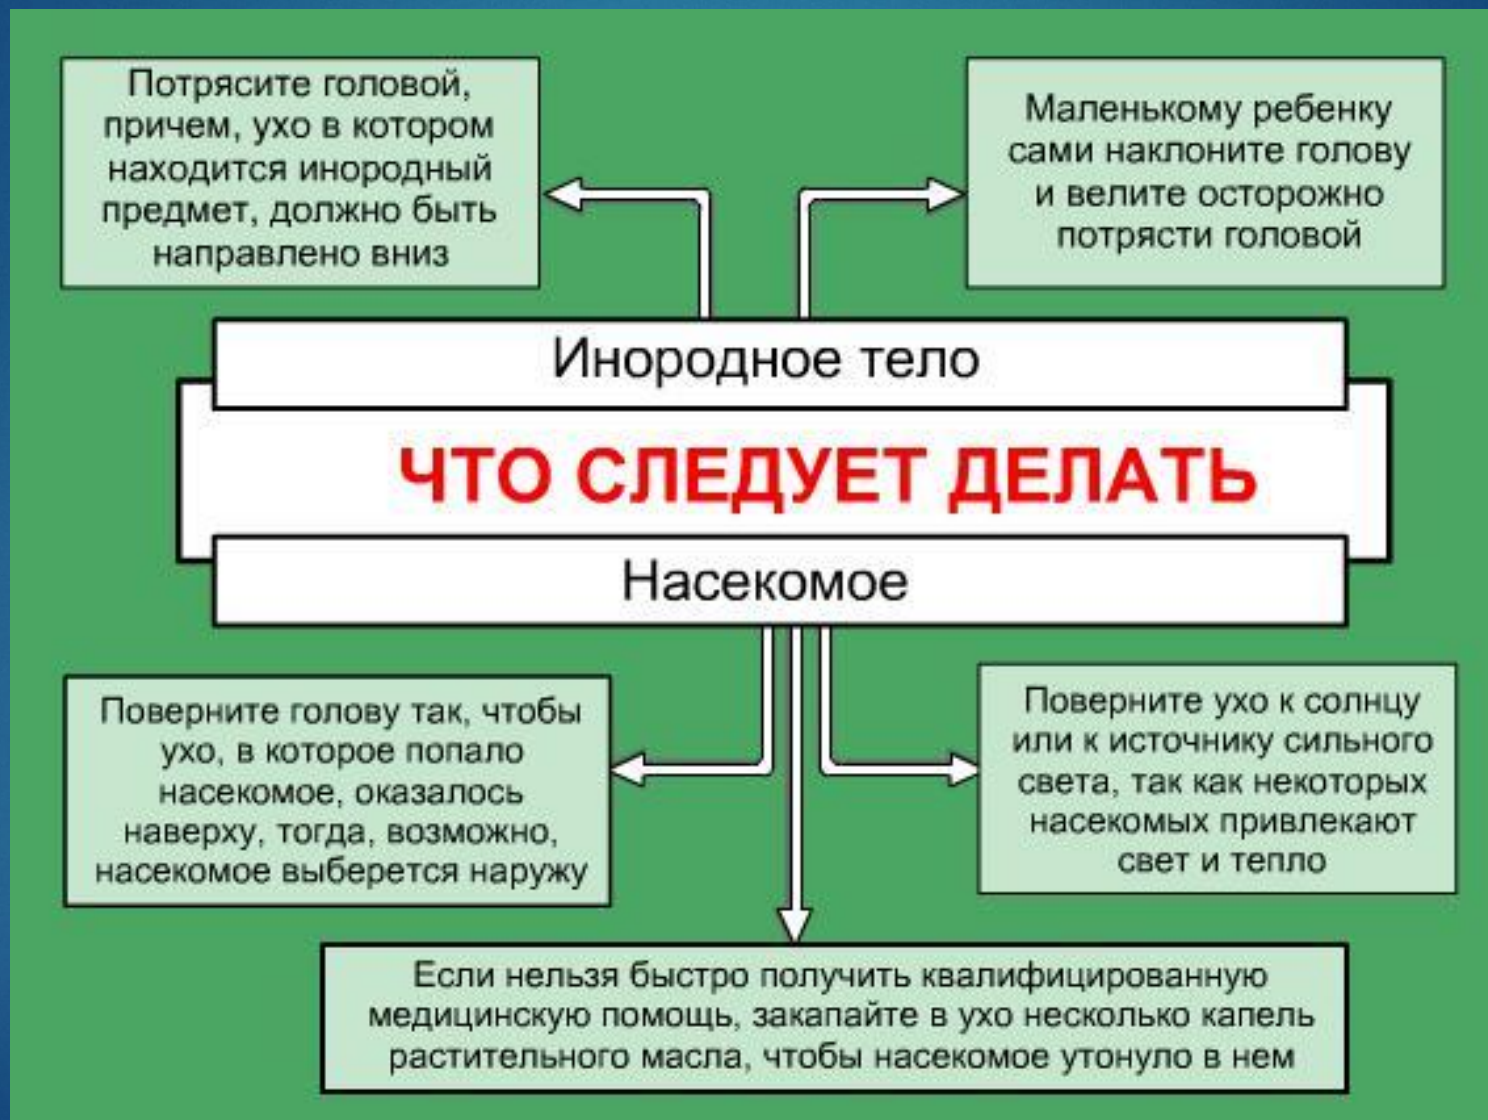 Потрясите головой,
причем, ухо в котором
находится инородный
предмет, должно быть
направлено вниз
Маленькому ребенку
сами наклоните голову
и велите осторожно
потрясти головой
Инородное тело
ЧТО СЛЕДУЕТ ДЕЛАТЬ
Насекомое
Поверните голову так, чтобы
ухо, в которое попало
насекомое, оказалось
наверху, тогда, возможно,
насекомое выберется наружу
Поверните ухо к солнцу
или к источнику сильного
света, так как некоторых
насекомых привлекают
свет и тепло
Если нельзя быстро получить квалифицированную
медицинскую помощь, закапайте в ухо несколько капель
растительного масла, чтобы насекомое утонуло в нем